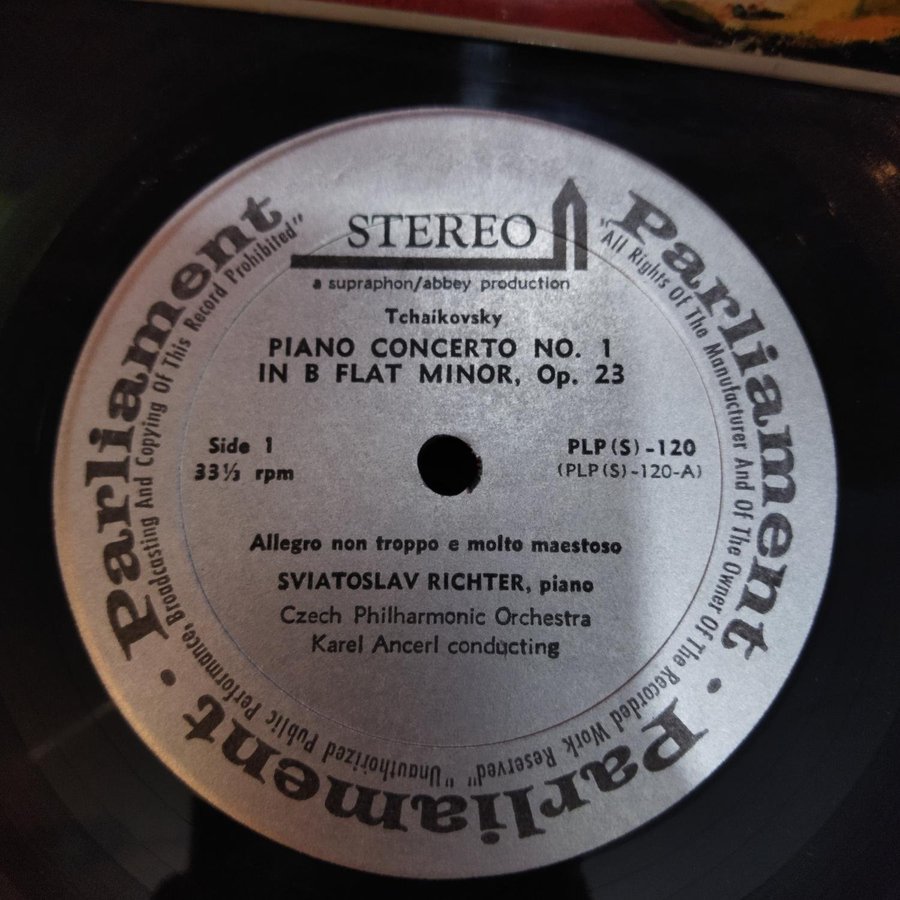 STEREO
a supraphon/abbey production
Tchaikovsky
PIANO CONCERTO NO. 1
IN B FLAT MINOR, Op. 23
Side 1
33⅓ rpm
PLP(S)-120
(PLP(S)-120-A)
Allegro non troppo e molto maestoso
SVIATOSLAV RICHTER, piano
Czech Philharmonic Orchestra
Karel Ancerl conducting
Parliament • Parliament • Parliament • Parliament
"All Rights Of The Manufacturer And Of The Owner Of The Recorded Work Reserved" "Unauthorized Public Performance, Broadcasting And Copying Of This Record Prohibited"